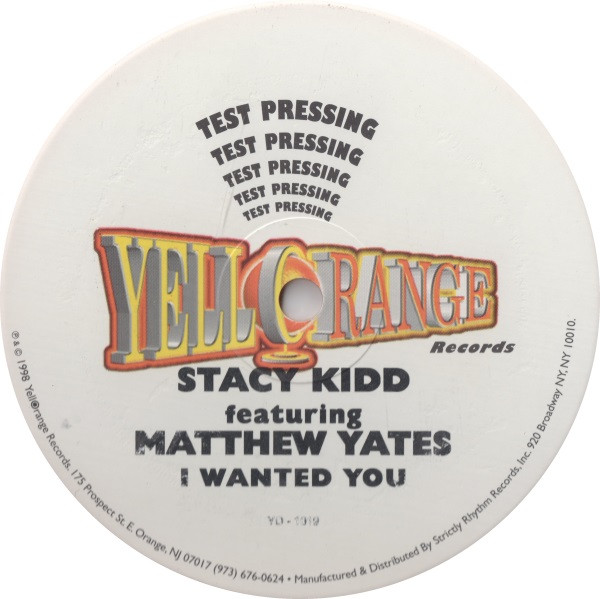 TEST PRESSING
TEST PRESSING
TEST PRESSING
TEST PRESSING
TEST PRESSING
YELLORANGE
Records
STACY KIDD
featuring
MATTHEW YATES
I WANTED YOU
YO - 1019
℗ & © 1998 YellOrange Records. 175 Prospect St. E. Orange, NJ 07017 (973) 676-0624 • Manufactured & Distributed By Strictly Rhythm Records, Inc. 920 Broadway NY. NY 10010.